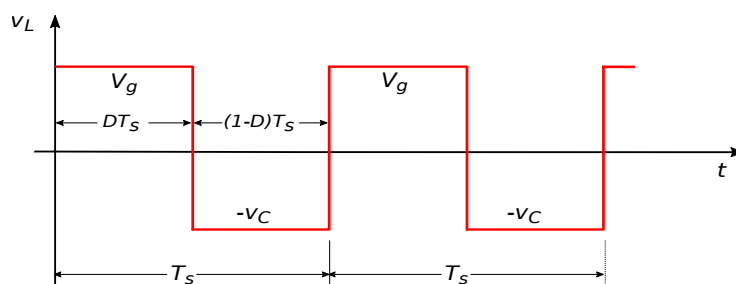 v_L
V_g V_g
DT_s (1-D)T_s
t
-v_C -v_C
T_s T_s